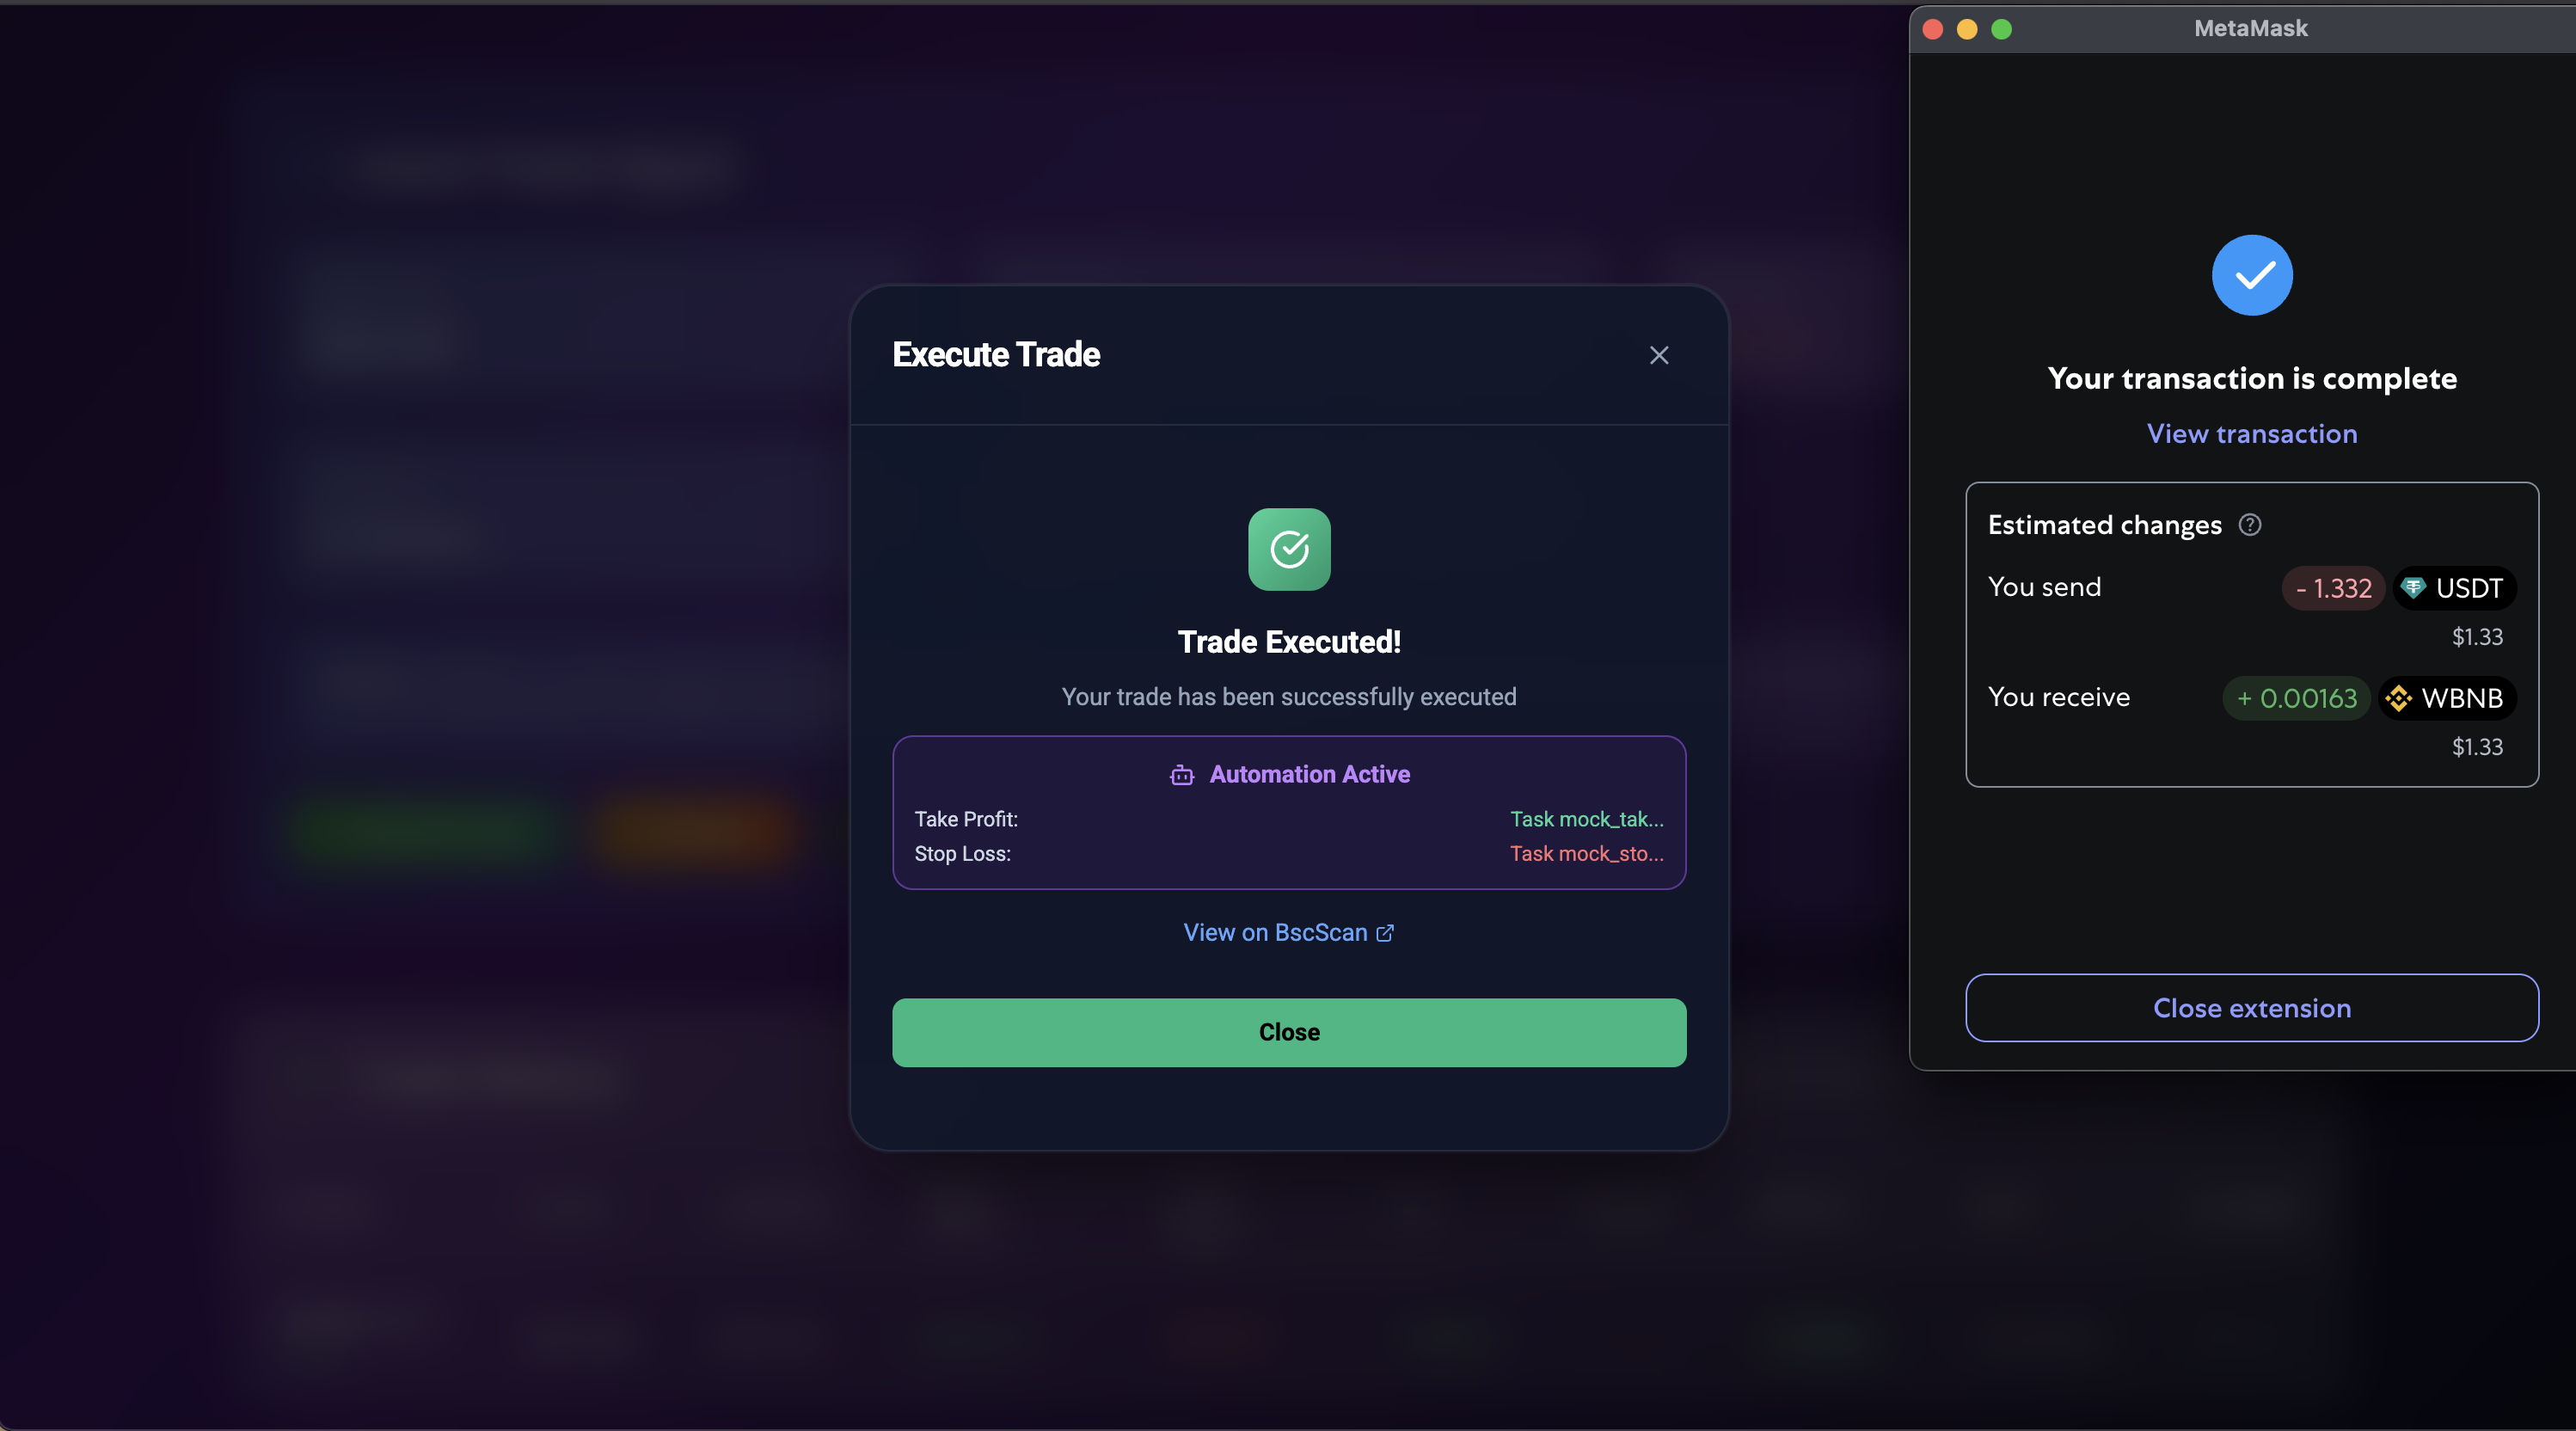 Execute Trade
Trade Executed!
Your trade has been successfully executed
Automation Active
Take Profit: Task mock_tak...
Stop Loss: Task mock_sto...
View on BscScan
Close
MetaMask
Your transaction is complete
View transaction
Estimated changes
You send - 1.332 USDT
$1.33
You receive + 0.00163 WBNB
$1.33
Close extension